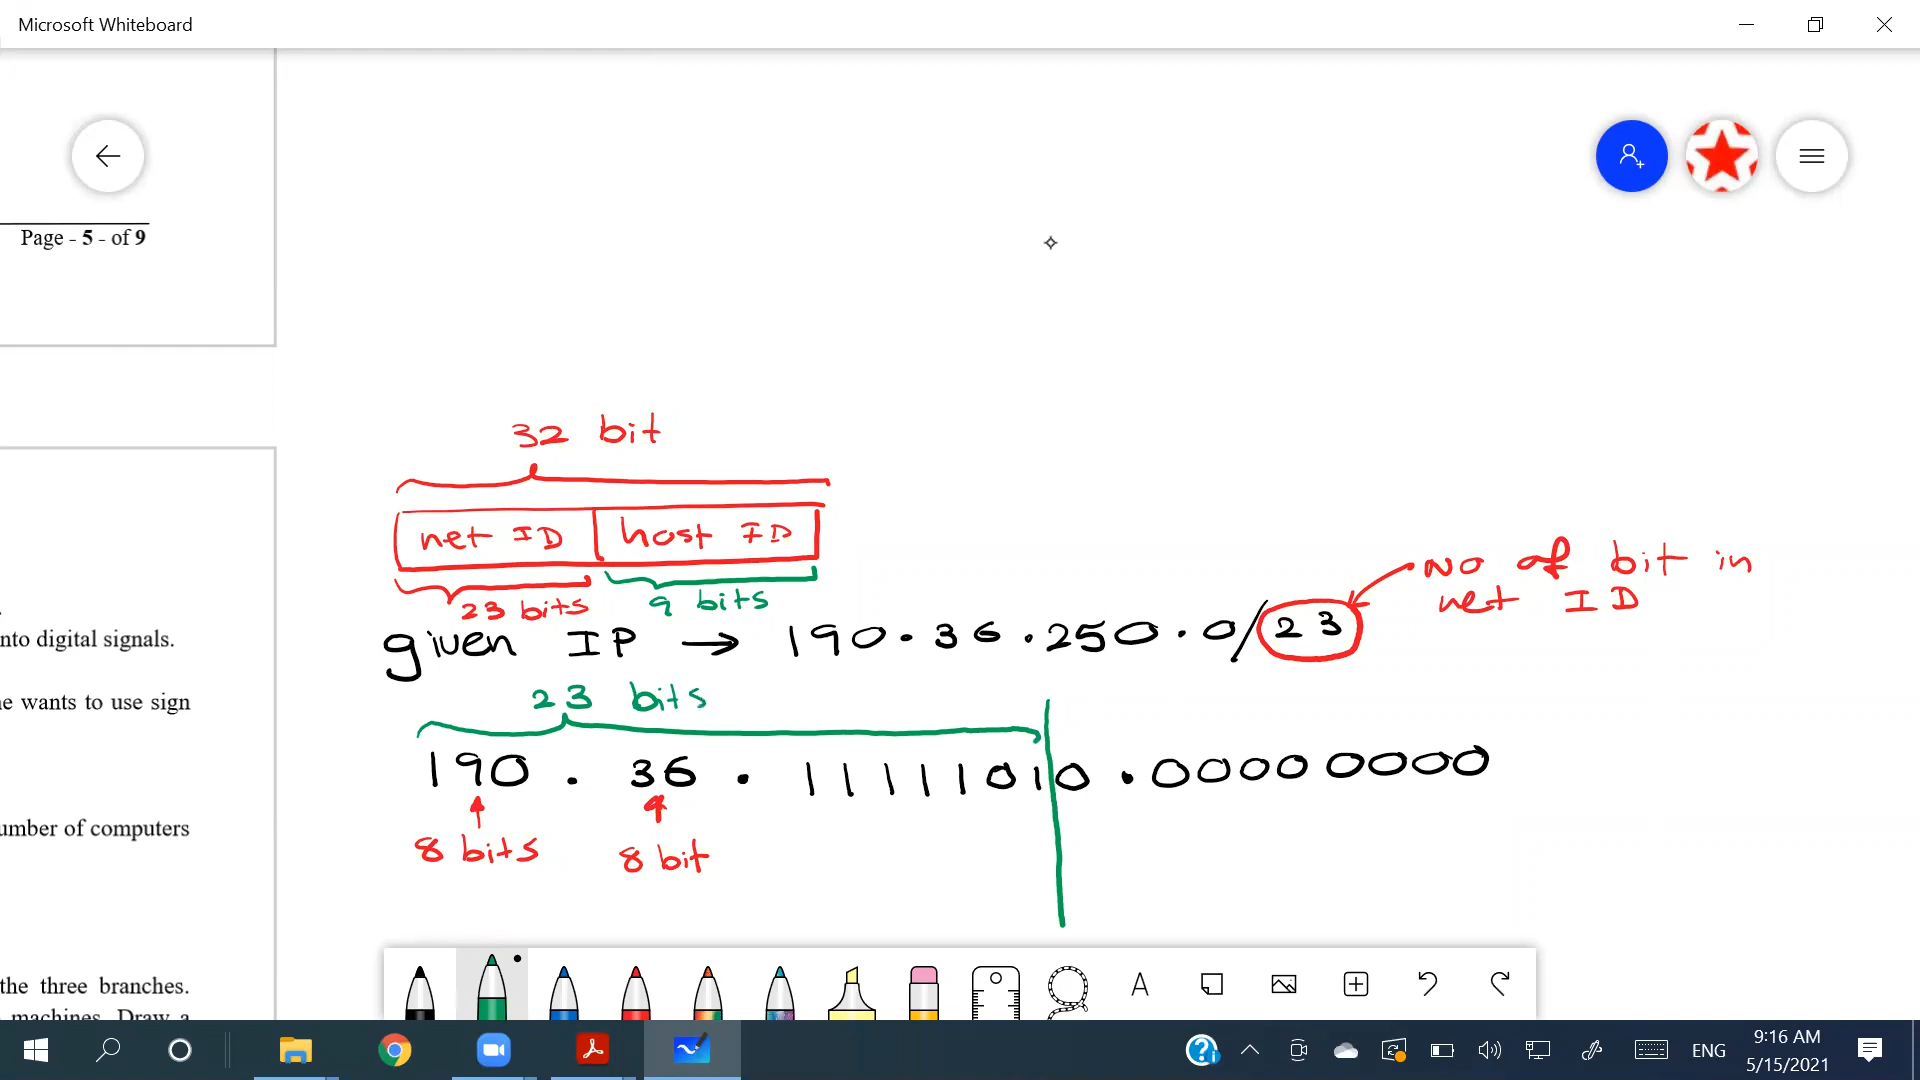 Microsoft Whiteboard
Page - 5 - of 9
32 bit
net ID host ID
23 bits 9 bits
No of bit in
net ID
given IP → 190.36.250.0/23
23 bits
190 . 36 . 11111010 . 00000000
8 bits 8 bit
nto digital signals.
e wants to use sign
umber of computers
the three branches.
machines. Draw a
A
ENG
9:16 AM
5/15/2021